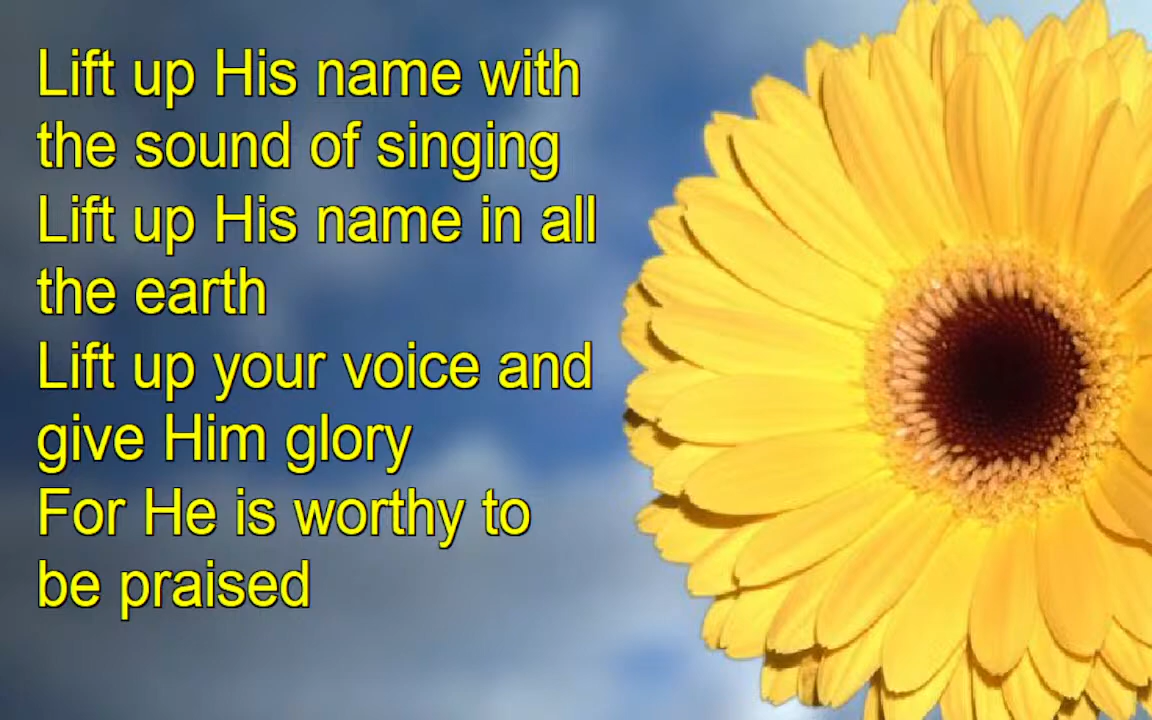 Lift up His name with
the sound of singing
Lift up His name in all
the earth
Lift up your voice and
give Him glory
For He is worthy to
be praised